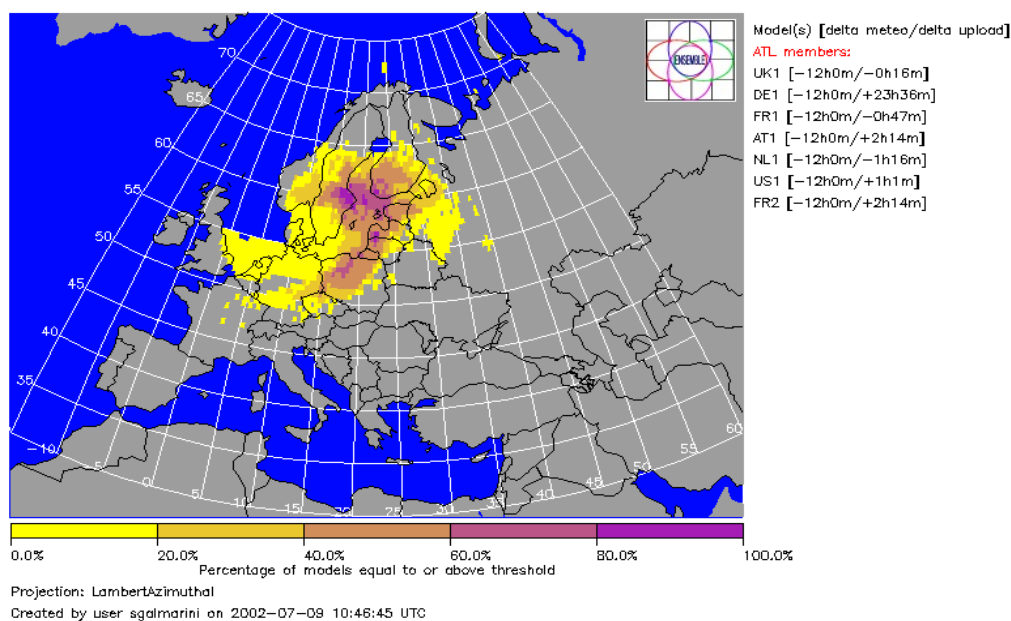 Model(s) [delta meteo/delta upload]
ATL members:
UK1 [-12h0m/-0h16m]
DE1 [-12h0m/+23h36m]
FR1 [-12h0m/-0h47m]
AT1 [-12h0m/+2h14m]
NL1 [-12h0m/-1h16m]
US1 [-12h0m/+1h1m]
FR2 [-12h0m/+2h14m]
ENSEMBLE
70
65
60
55
50
45
40
35
-10
-5
0
5
10
15
20
25
30
35
40
45
50
55
60
0.0% 20.0% 40.0% 60.0% 80.0% 100.0%
Percentage of models equal to or above threshold
Projection: LambertAzimuthal
Created by user sgalmarini on 2002-07-09 10:46:45 UTC